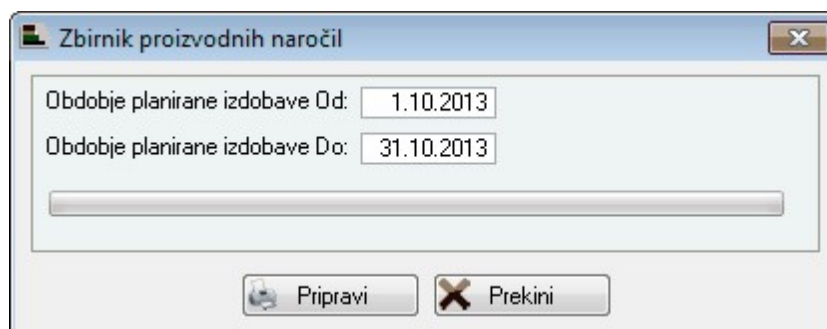 Zbirnik proizvodnih naročil
Obdobje planirane izdobave Od: 1.10.2013
Obdobje planirane izdobave Do: 31.10.2013
Pripravi Prekini